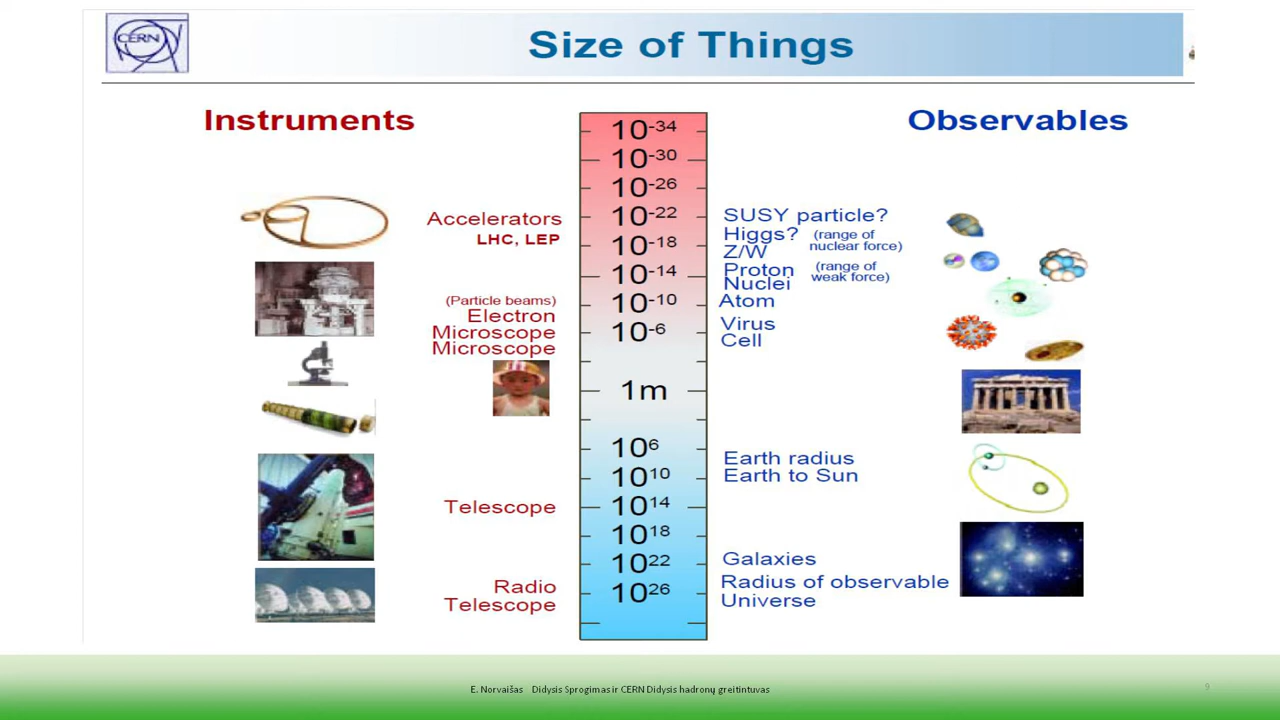 CERN
Size of Things
Instruments
Observables
10-34
10-30
10-26
10-22
10-18
10-14
10-10
10-6
1m
106
1010
1014
1018
1022
1026
Accelerators
LHC, LEP
(Particle beams)
Electron
Microscope
Microscope
Telescope
Radio
Telescope
SUSY particle?
Higgs?
(range of
nuclear force)
Z/W
Proton
(range of
weak force)
Nuclei
Atom
Virus
Cell
Earth radius
Earth to Sun
Galaxies
Radius of observable
Universe
E. Norvaišas Didysis Sprogimas ir CERN Didysis hadronų greitintuvas
9